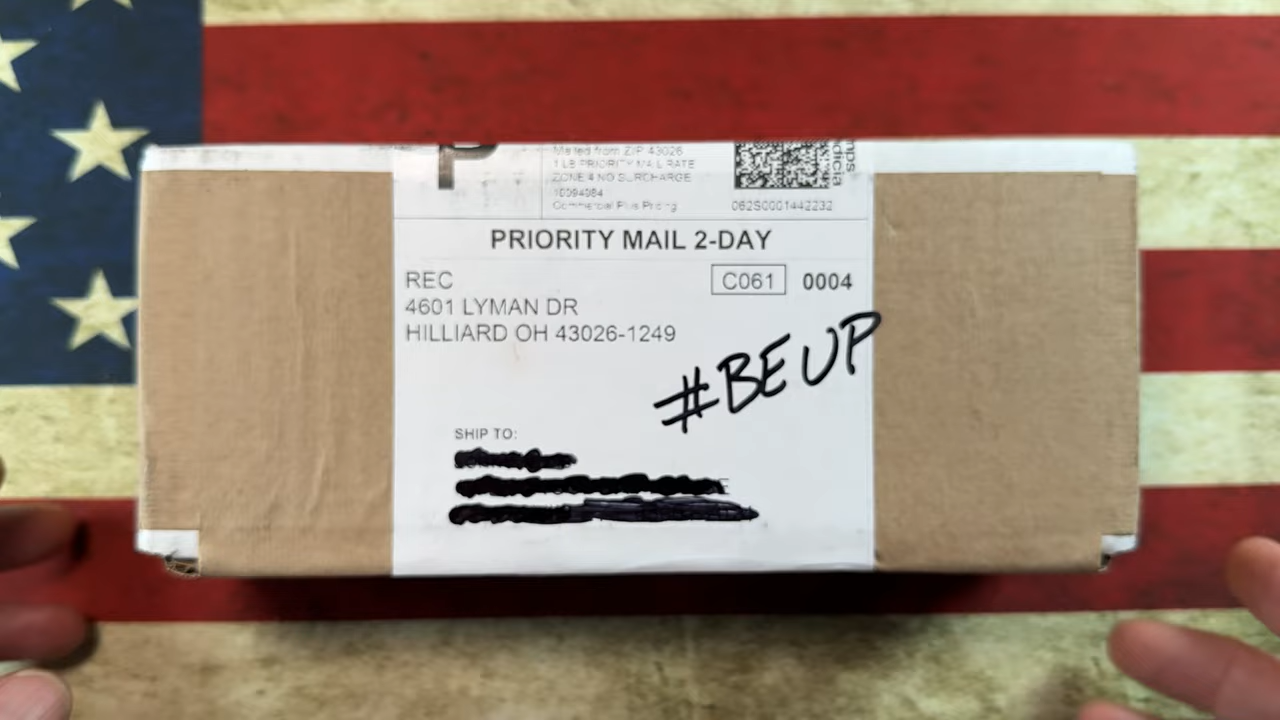 P
Mailed from ZIP 43026
1 LB PRIORITY MAIL RATE
ZONE 4 NO SURCHARGE
Commercial Plus Pricing
062S0001442232
PRIORITY MAIL 2-DAY
REC
C061 0004
4601 LYMAN DR
HILLIARD OH 43026-1249
#BEUP
SHIP TO: